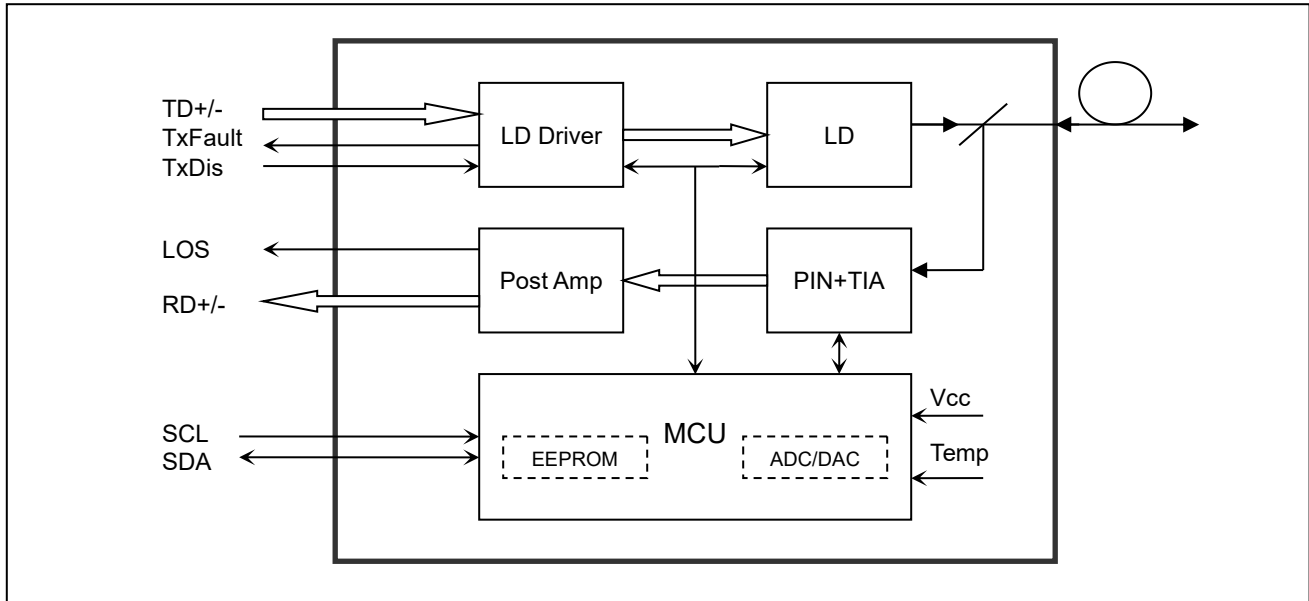 TD+/-
TxFault
TxDis
LD Driver
LD
LOS
RD+/-
Post Amp
PIN+TIA
SCL
SDA
MCU
EEPROM
ADC/DAC
Vcc
Temp